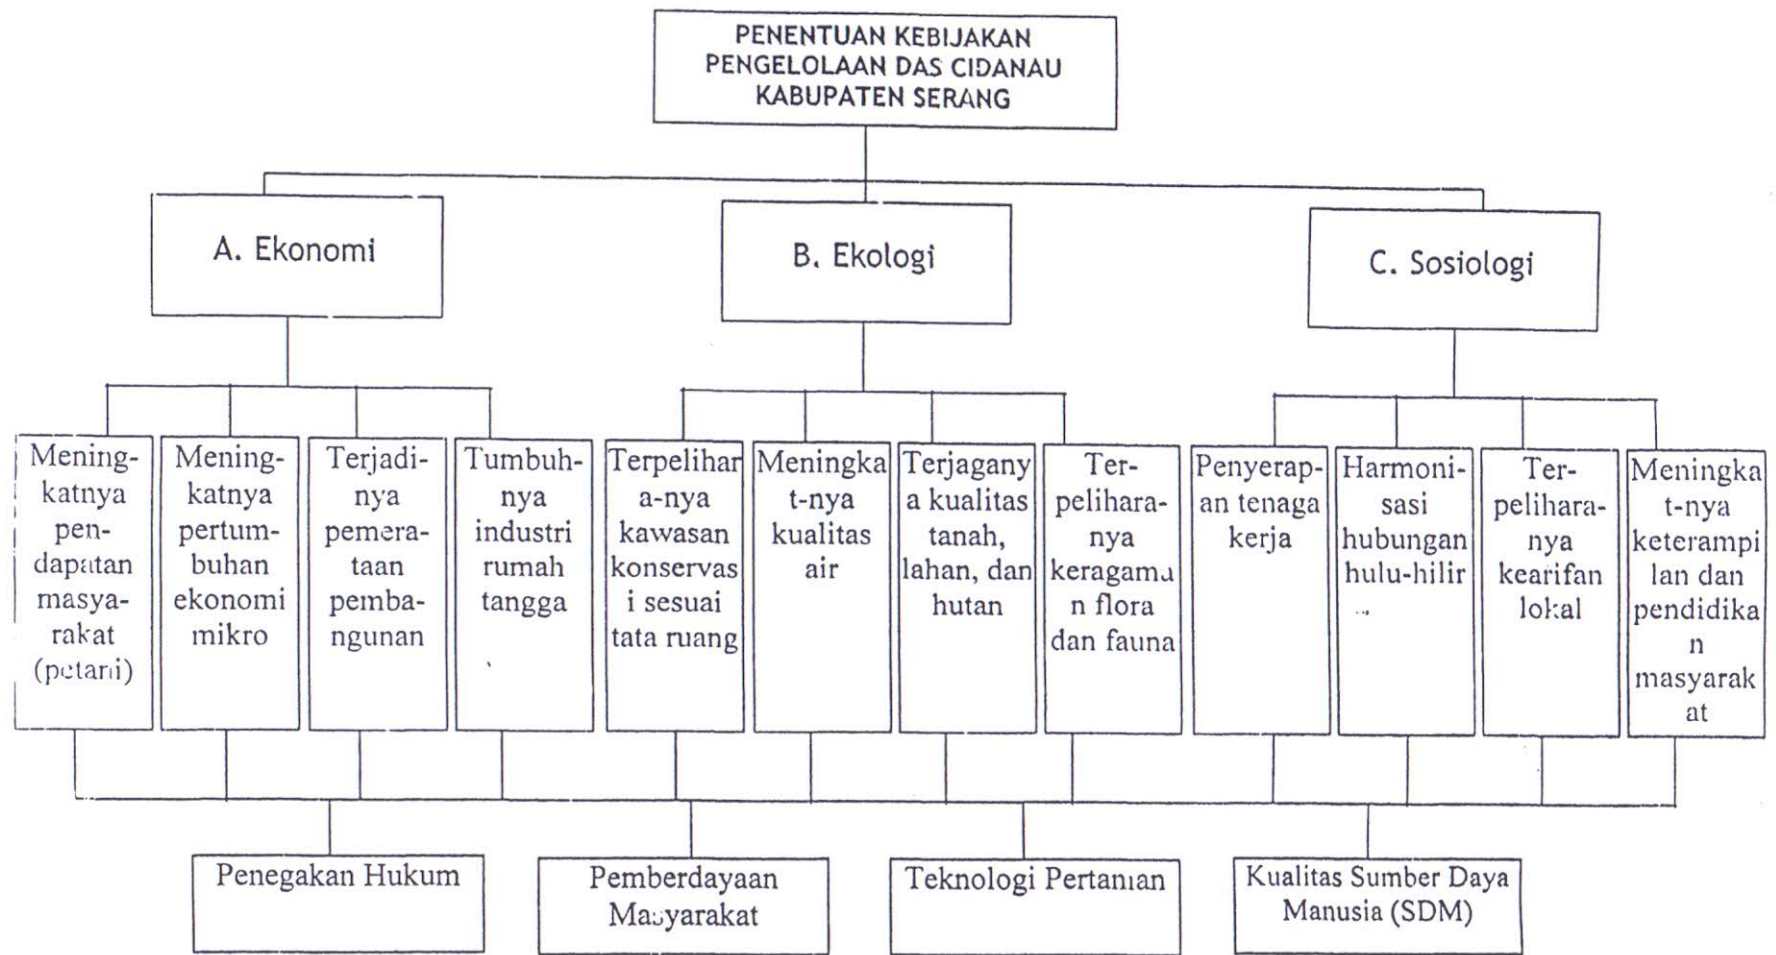 PENENTUAN KEBIJAKAN
PENGELOLAAN DAS CIDANAU
KABUPATEN SERANG
A. Ekonomi
B. Ekologi
C. Sosiologi
Mening-
katnya
pen-
dapatan
masya-
rakat
(petani)
Mening-
katnya
pertum-
buhan
ekonomi
mikro
Terjadi-
nya
pemera-
taan
pemba-
ngunan
Tumbuh-
nya
industri
rumah
tangga
Terpelihar
a-nya
kawasan
konservas
i sesuai
tata ruang
Meningka
t-nya
kualitas
air
Terjagany
a kualitas
tanah,
lahan, dan
hutan
Ter-
pelihara-
nya
keragama
n flora
dan fauna
Penyerap-
an tenaga
kerja
Harmoni-
sasi
hubungan
hulu-hilir
Ter-
pelihara-
nya
kearifan
lokal
Meningka
t-nya
keterampi
lan dan
pendidika
n
masyarak
at
Penegakan Hukum
Pemberdayaan
Masyarakat
Teknologi Pertanian
Kualitas Sumber Daya
Manusia (SDM)